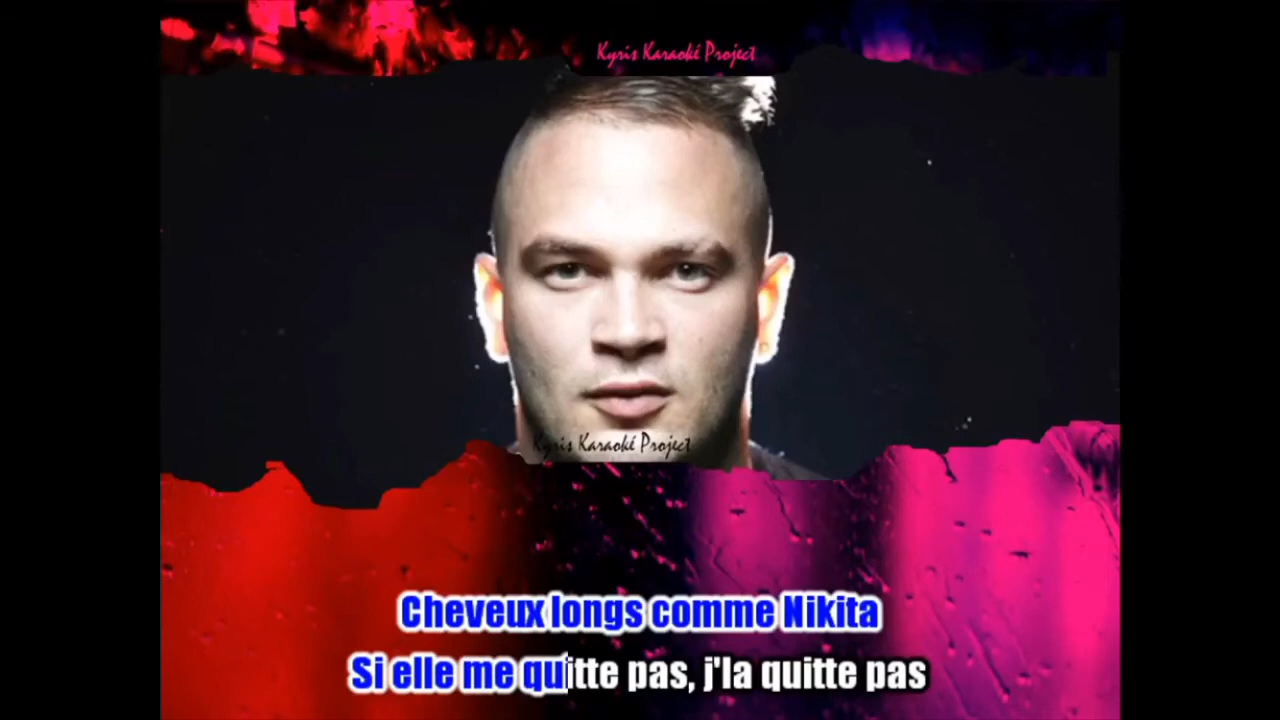 Kyris Karaoké Project
Kyris Karaoké Project
Cheveux longs comme Nikita
Si elle me quitte pas, j'la quitte pas